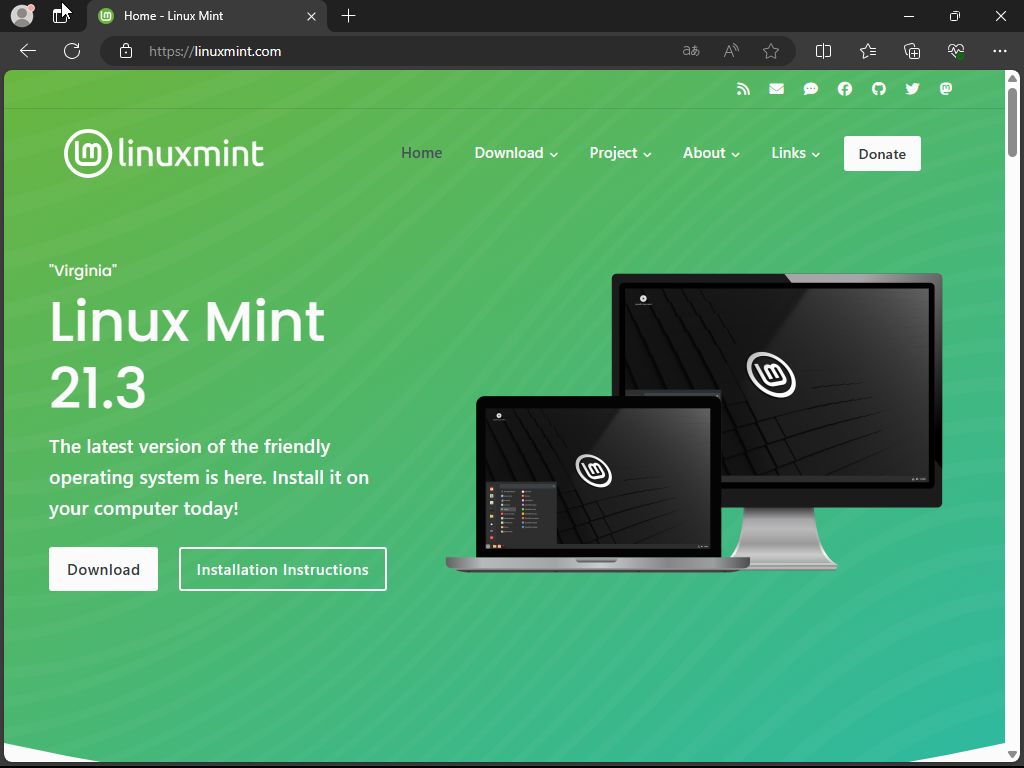 Home - Linux Mint
https://linuxmint.com
linuxmint
Home Download Project About Links Donate
"Virginia"
Linux Mint
21.3
The latest version of the friendly
operating system is here. Install it on
your computer today!
Download Installation Instructions